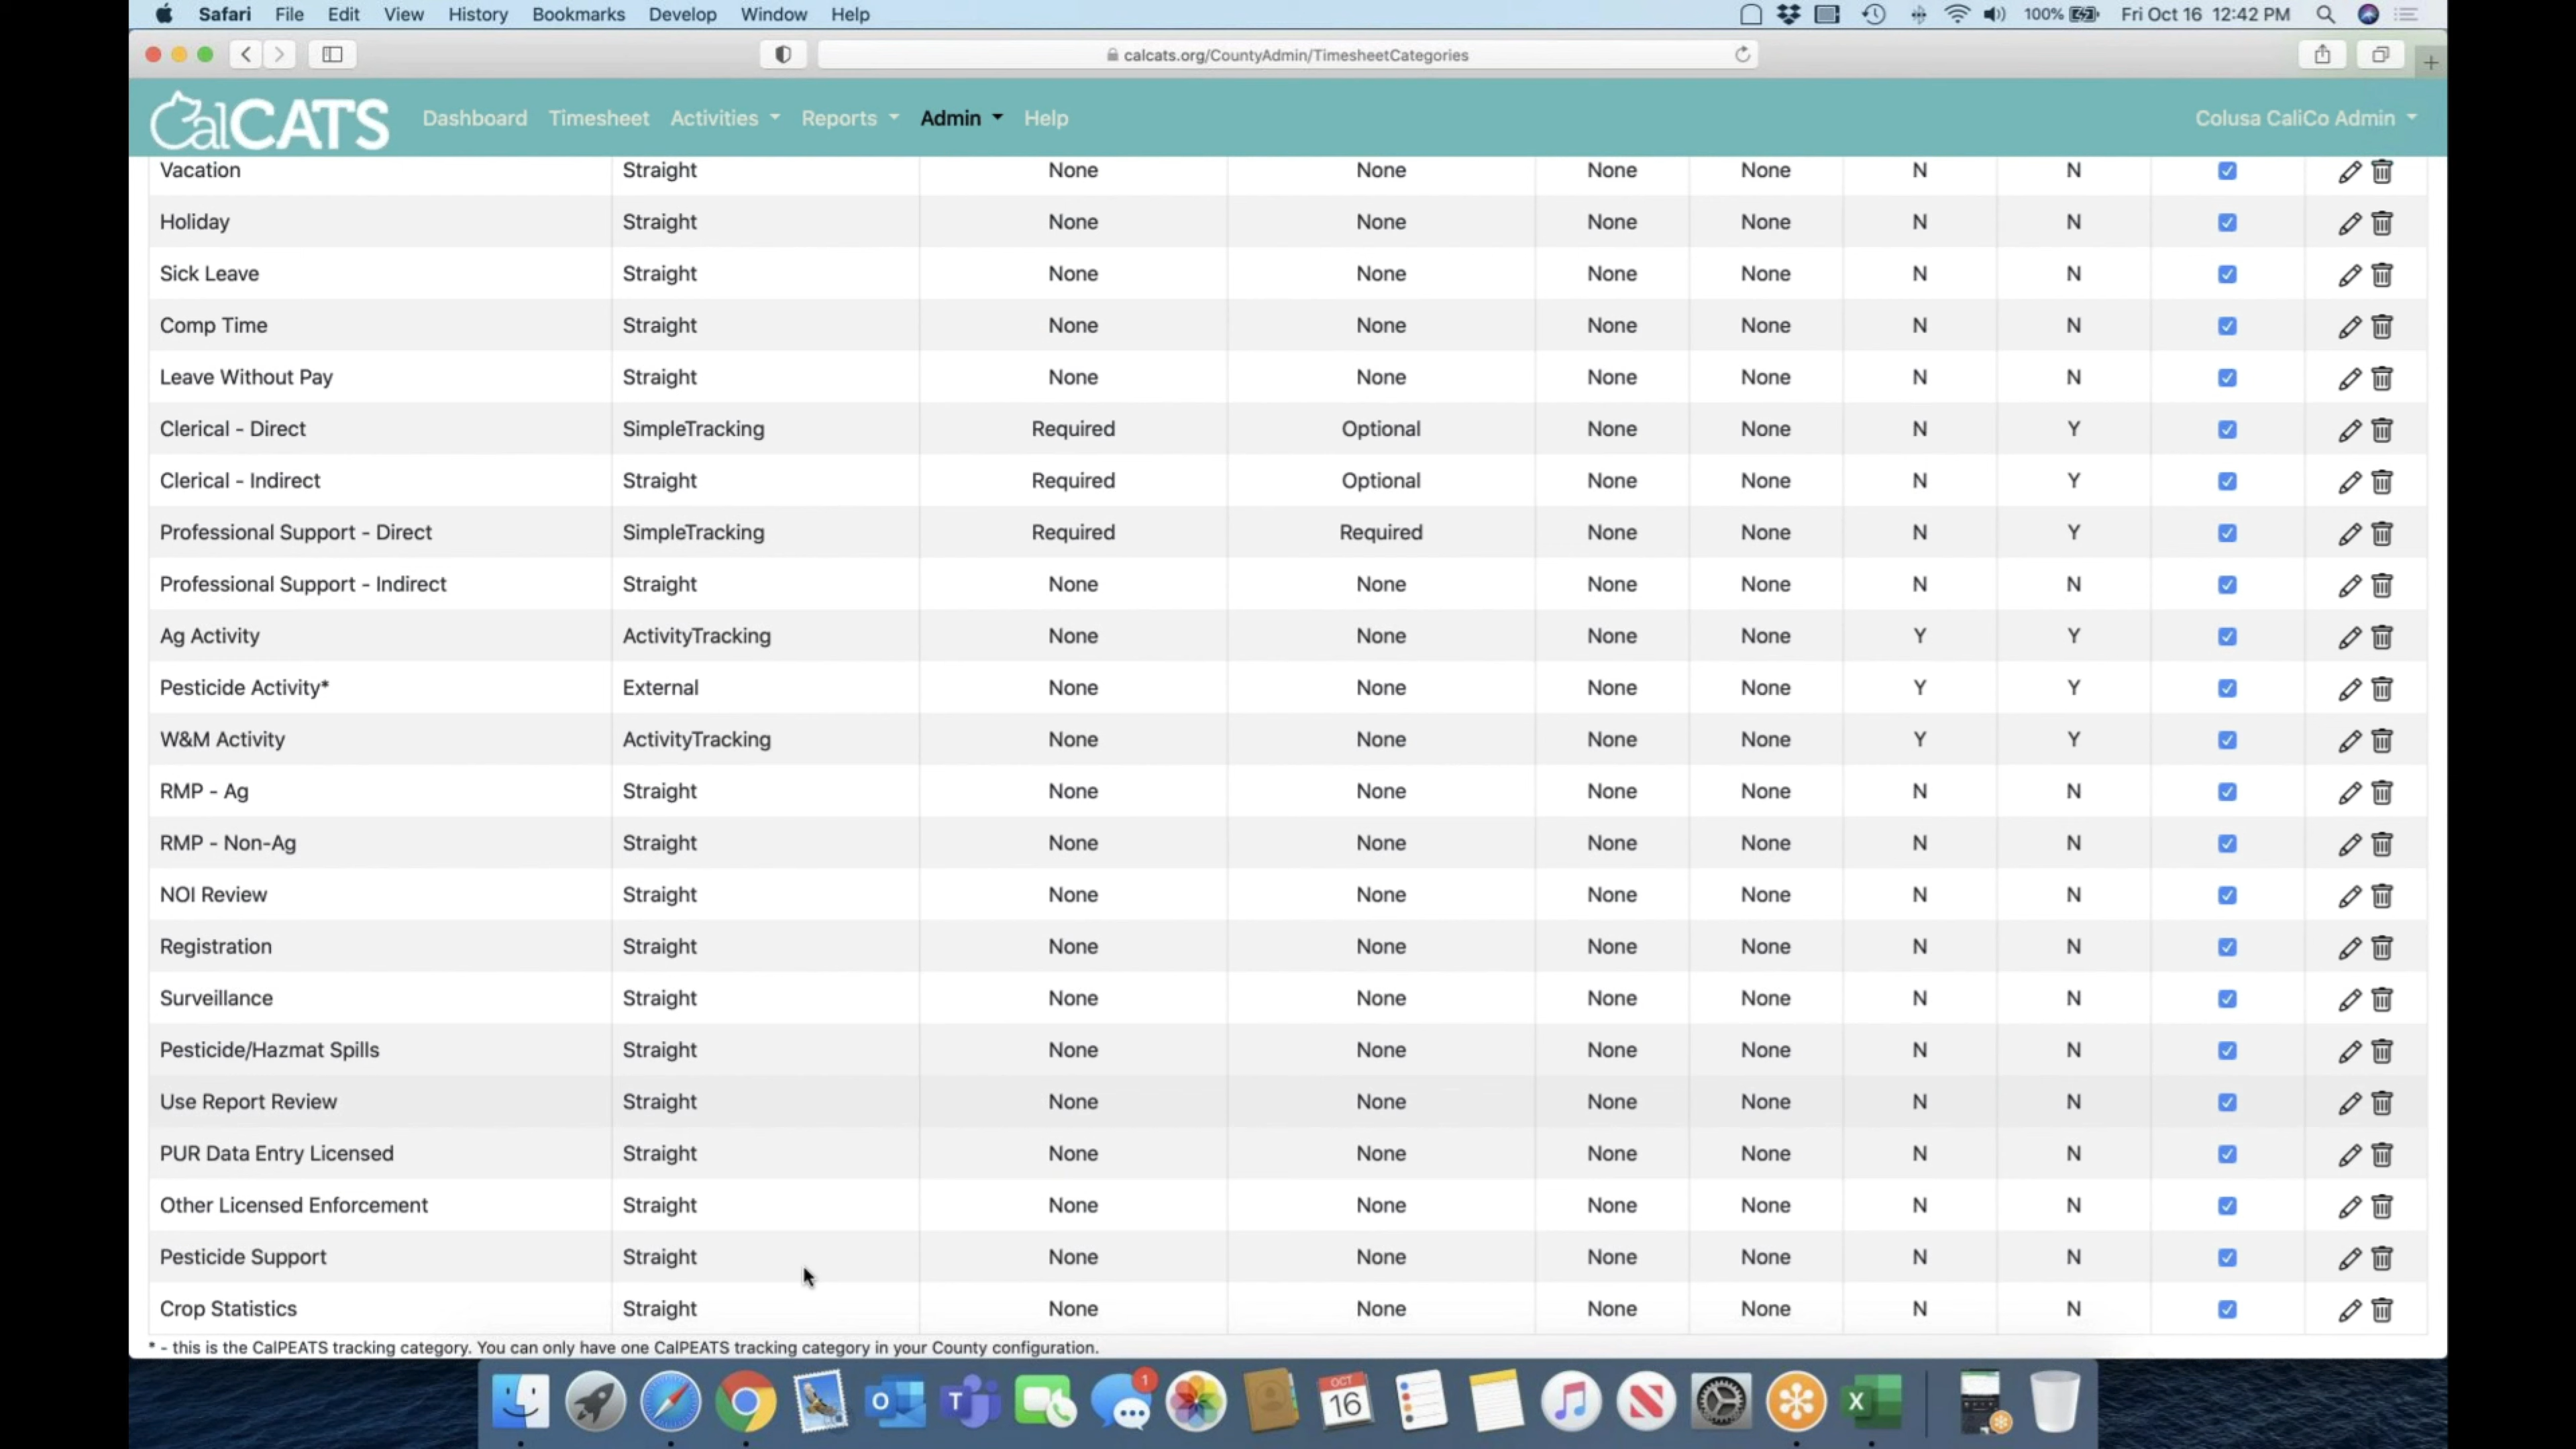 Safari File Edit View History Bookmarks Develop Window Help 100% Fri Oct 16 12:42 PM
calcats.org/CountyAdmin/TimesheetCategories
CalCATS Dashboard Timesheet Activities Reports Admin Help Colusa CaliCo Admin
Vacation Straight None None None None N N
Holiday Straight None None None None N N
Sick Leave Straight None None None None N N
Comp Time Straight None None None None N N
Leave Without Pay Straight None None None None N N
Clerical - Direct SimpleTracking Required Optional None None N Y
Clerical - Indirect Straight Required Optional None None N Y
Professional Support - Direct SimpleTracking Required Required None None N Y
Professional Support - Indirect Straight None None None None N N
Ag Activity ActivityTracking None None None None Y Y
Pesticide Activity* External None None None None Y Y
W&M Activity ActivityTracking None None None None Y Y
RMP - Ag Straight None None None None N N
RMP - Non-Ag Straight None None None None N N
NOI Review Straight None None None None N N
Registration Straight None None None None N N
Surveillance Straight None None None None N N
Pesticide/Hazmat Spills Straight None None None None N N
Use Report Review Straight None None None None N N
PUR Data Entry Licensed Straight None None None None N N
Other Licensed Enforcement Straight None None None None N N
Pesticide Support Straight None None None None N N
Crop Statistics Straight None None None None N N
* - this is the CalPEATS tracking category. You can only have one CalPEATS tracking category in your County configuration.
O T 1 OCT 16 X